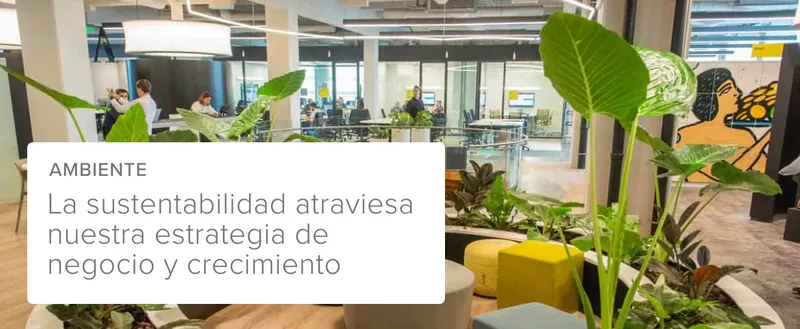 AMBIENTE
La sustentabilidad atraviesa
nuestra estrategia de
negocio y crecimiento